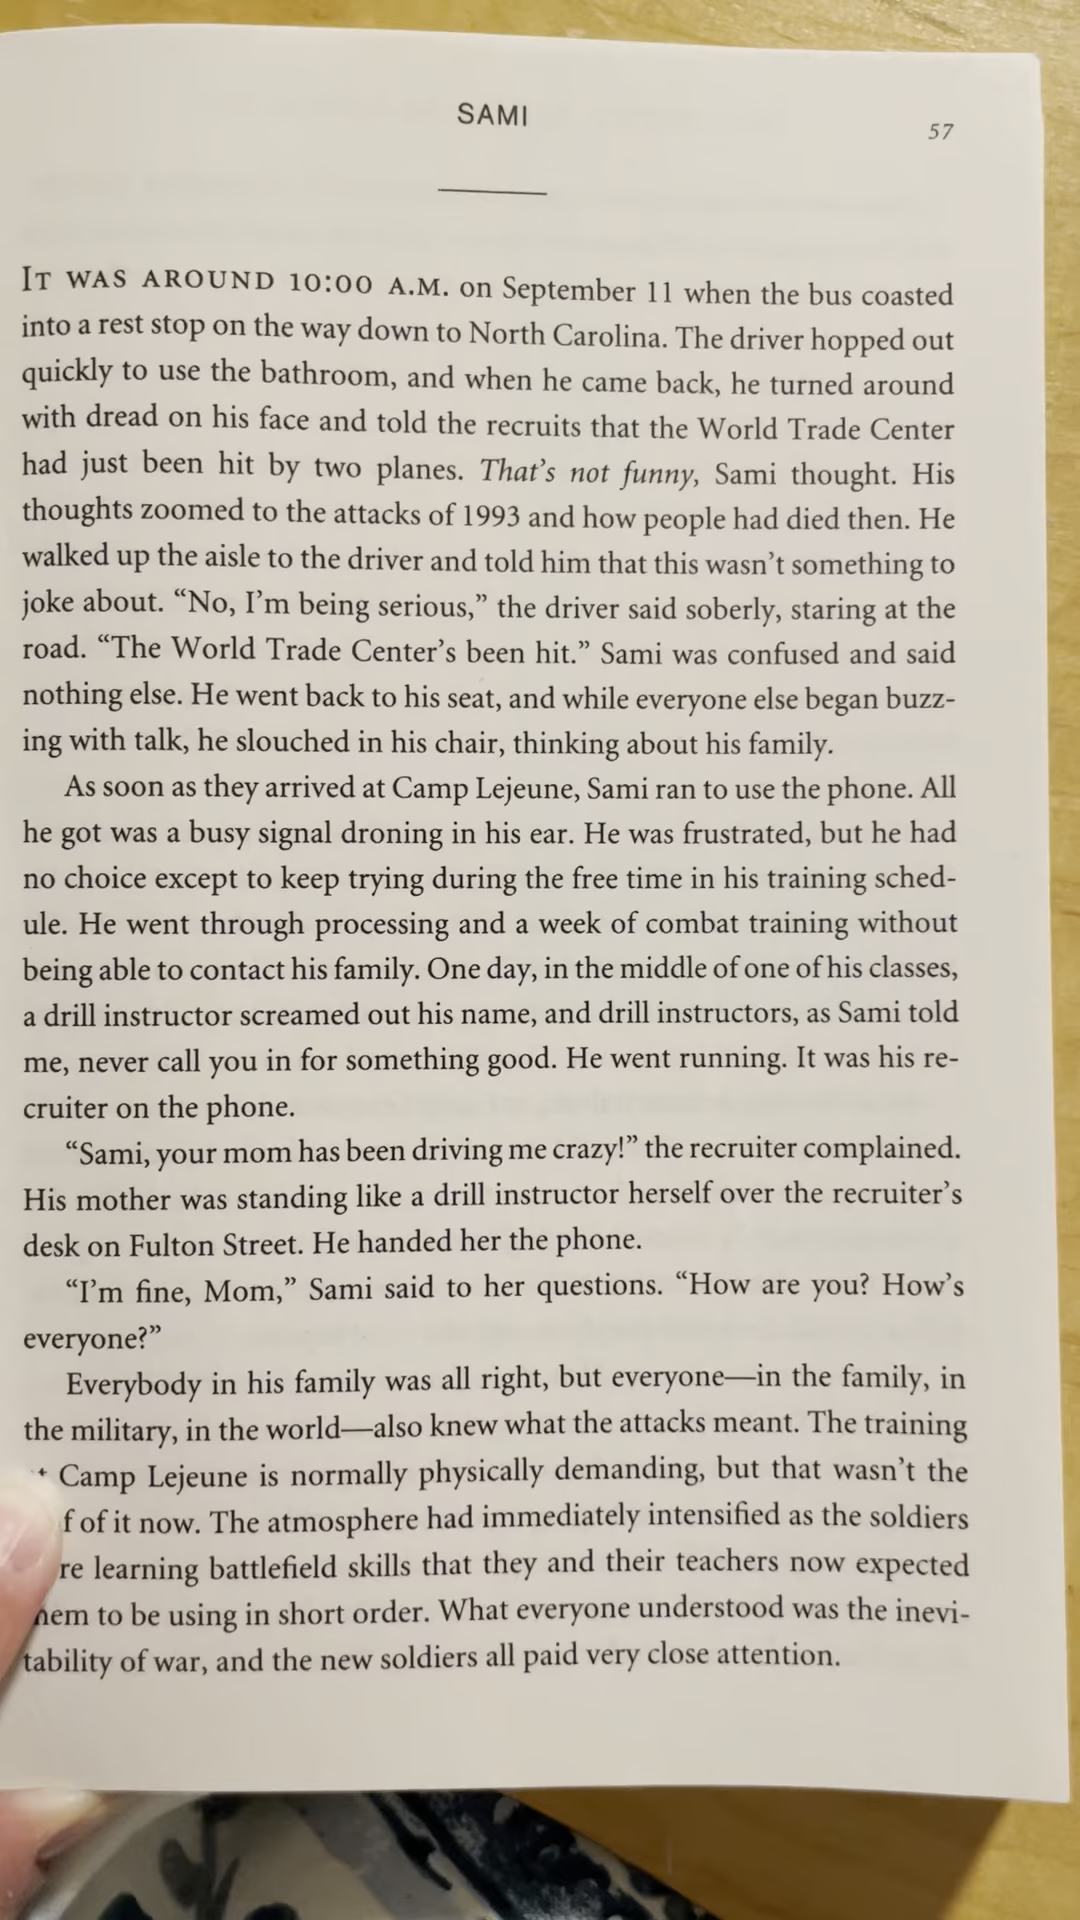 SAMI
57
IT WAS AROUND 10:00 A.M. on September 11 when the bus coasted
into a rest stop on the way down to North Carolina. The driver hopped out
quickly to use the bathroom, and when he came back, he turned around
with dread on his face and told the recruits that the World Trade Center
had just been hit by two planes. That's not funny, Sami thought. His
thoughts zoomed to the attacks of 1993 and how people had died then. He
walked up the aisle to the driver and told him that this wasn't something to
joke about. “No, I'm being serious,” the driver said soberly, staring at the
road. “The World Trade Center's been hit.” Sami was confused and said
nothing else. He went back to his seat, and while everyone else began buzz-
ing with talk, he slouched in his chair, thinking about his family.
As soon as they arrived at Camp Lejeune, Sami ran to use the phone. All
he got was a busy signal droning in his ear. He was frustrated, but he had
no choice except to keep trying during the free time in his training sched-
ule. He went through processing and a week of combat training without
being able to contact his family. One day, in the middle of one of his classes,
a drill instructor screamed out his name, and drill instructors, as Sami told
me, never call you in for something good. He went running. It was his re-
cruiter on the phone.
“Sami, your mom has been driving me crazy!” the recruiter complained.
His mother was standing like a drill instructor herself over the recruiter's
desk on Fulton Street. He handed her the phone.
“I'm fine, Mom,” Sami said to her questions. “How are you? How's
everyone?”
Everybody in his family was all right, but everyone—in the family, in
the military, in the world—also knew what the attacks meant. The training
Camp Lejeune is normally physically demanding, but that wasn't the
f of it now. The atmosphere had immediately intensified as the soldiers
re learning battlefield skills that they and their teachers now expected
hem to be using in short order. What everyone understood was the inevi-
tability of war, and the new soldiers all paid very close attention.